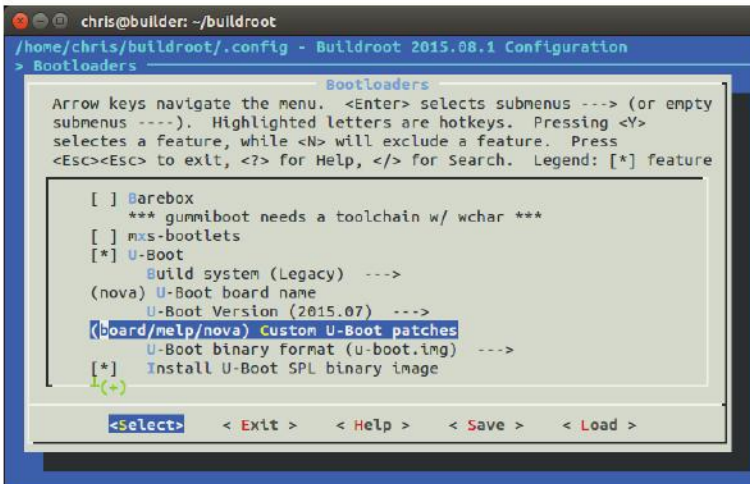 chris@builder: ~/buildroot
/home/chris/buildroot/.config - Buildroot 2015.08.1 Configuration
> Bootloaders
Bootloaders
Arrow keys navigate the menu. <Enter> selects submenus ---> (or empty
submenus ----). Highlighted letters are hotkeys. Pressing <Y>
selectes a feature, while <N> will exclude a feature. Press
<Esc><Esc> to exit, <?> for Help, </> for Search. Legend: [*] feature
[ ] Barebox
*** gummiboot needs a toolchain w/ wchar ***
[ ] mxs-bootlets
[*] U-Boot
Build system (Legacy) --->
(nova) U-Boot board name
U-Boot Version (2015.07) --->
(board/melp/nova) Custom U-Boot patches
U-Boot binary format (u-boot.img) --->
[*] Install U-Boot SPL binary image
┴(+)
<Select> < Exit > < Help > < Save > < Load >